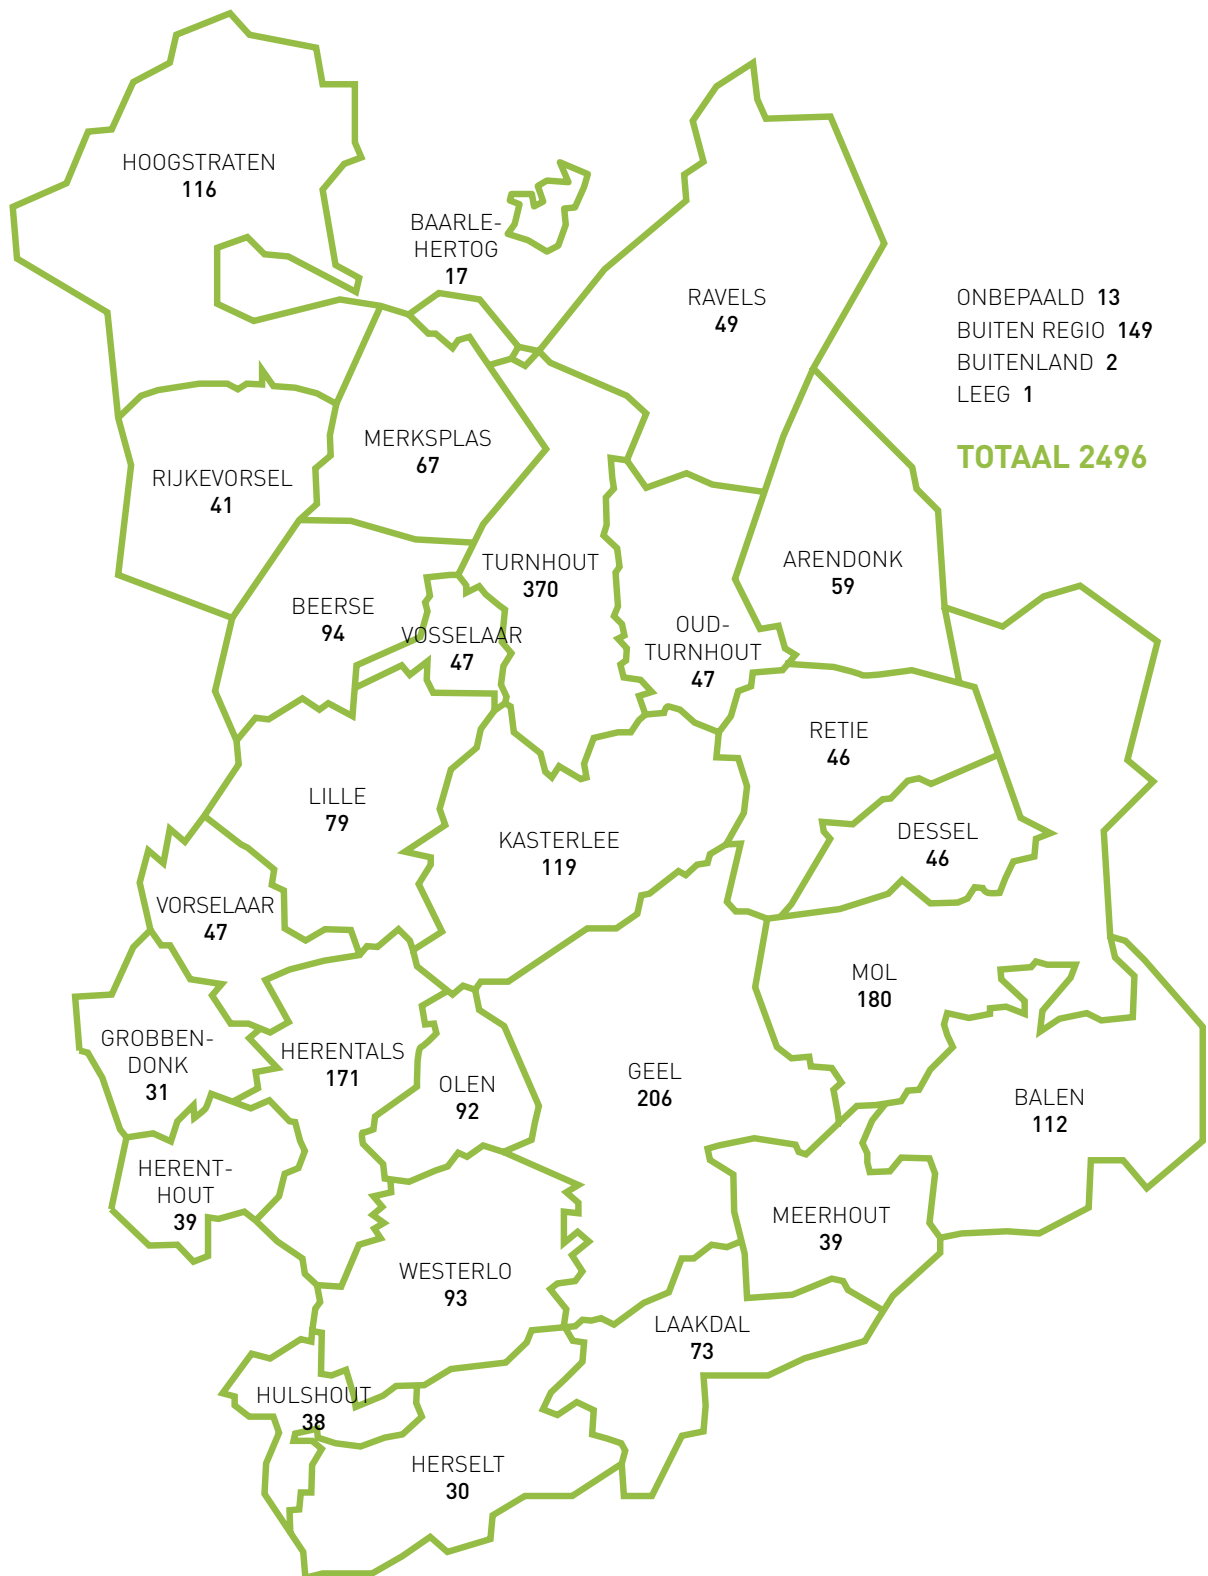 HOOGSTRATEN
116
BAARLE-
HERTOG
17
RAVELS
49
ONBEPAALD 13
BUITEN REGIO 149
BUITENLAND 2
LEEG 1
TOTAAL 2496
MERKSPLAS
67
RIJKEVORSEL
41
TURNHOUT
370
ARENDONK
59
BEERSE
94
VOSSELAAR
47
OUD-
TURNHOUT
47
RETIE
46
LILLE
79
KASTERLEE
119
DESSEL
46
VORSELAAR
47
MOL
180
GROBBEN-
DONK
31
HERENTALS
171
OLEN
92
GEEL
206
BALEN
112
HERENT-
HOUT
39
MEERHOUT
39
WESTERLO
93
LAAKDAL
73
HULSHOUT
38
HERSELT
30